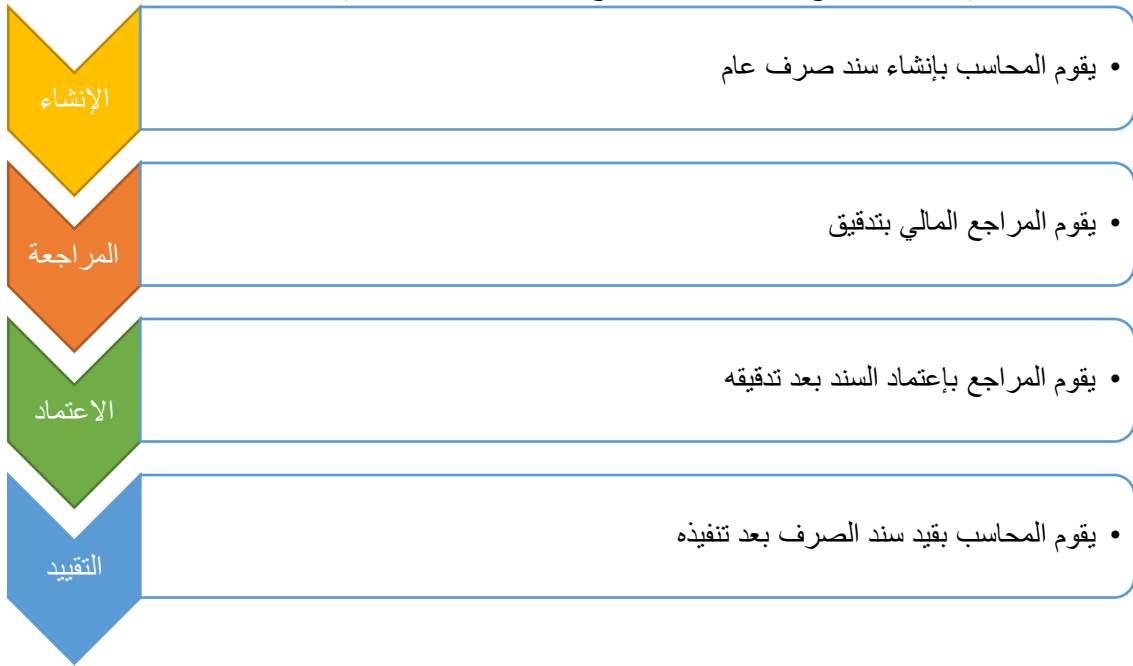 الإنشاء
• يقوم المحاسب بإنشاء سند صرف عام
المراجعة
• يقوم المراجع المالي بتدقيق
الاعتماد
• يقوم المراجع بإعتماد السند بعد تدقيقه
التقييد
• يقوم المحاسب بقيد سند الصرف بعد تنفيذه